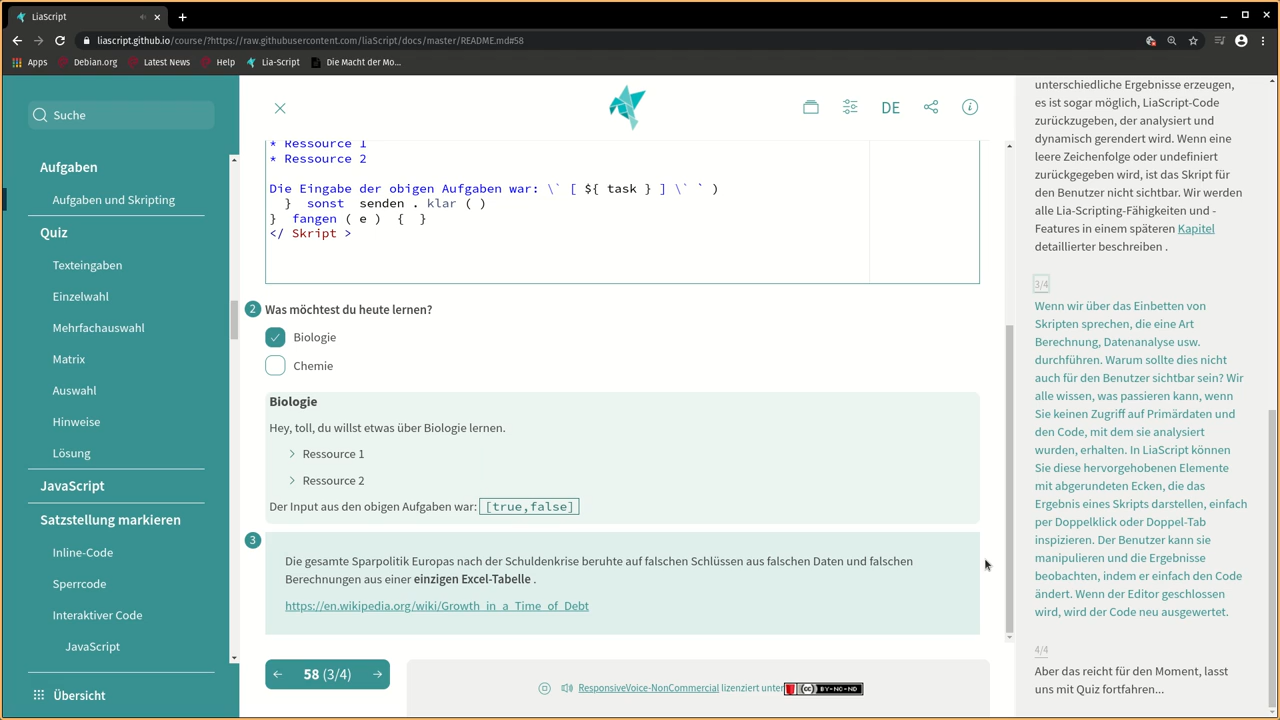 LiaScript
liascript.github.io/course/?https://raw.githubusercontent.com/liaScript/docs/master/README.md#58
Apps
Debian.org
Latest News
Help
Lia-Script
Die Macht der Mo...
Suche
Aufgaben
Aufgaben und Skripting
Quiz
Texteingaben
Einzelwahl
Mehrfachauswahl
Matrix
Auswahl
Hinweise
Lösung
JavaScript
Satzstellung markieren
Inline-Code
Sperrcode
Interaktiver Code
JavaScript
Übersicht
DE
* Ressource 1
* Ressource 2
Die Eingabe der obigen Aufgaben war: \` [ ${ task } ] \` ` )
} sonst senden . klar ( )
} fangen ( e ) { }
</ Skript >
2 Was möchtest du heute lernen?
Biologie
Chemie
Biologie
Hey, toll, du willst etwas über Biologie lernen.
Ressource 1
Ressource 2
Der Input aus den obigen Aufgaben war: [true,false]
3
Die gesamte Sparpolitik Europas nach der Schuldenkrise beruhte auf falschen Schlüssen aus falschen Daten und falschen
Berechnungen aus einer einzigen Excel-Tabelle .
https://en.wikipedia.org/wiki/Growth_in_a_Time_of_Debt
58 (3/4)
ResponsiveVoice-NonCommercial lizenziert unter
cc BY-NC-ND
unterschiedliche Ergebnisse erzeugen,
es ist sogar möglich, LiaScript-Code
zurückzugeben, der analysiert und
dynamisch gerendert wird. Wenn eine
leere Zeichenfolge oder undefiniert
zurückgegeben wird, ist das Skript für
den Benutzer nicht sichtbar. Wir werden
alle Lia-Scripting-Fähigkeiten und -
Features in einem späteren Kapitel
detaillierter beschreiben .
3/4
Wenn wir über das Einbetten von
Skripten sprechen, die eine Art
Berechnung, Datenanalyse usw.
durchführen. Warum sollte dies nicht
auch für den Benutzer sichtbar sein? Wir
alle wissen, was passieren kann, wenn
Sie keinen Zugriff auf Primärdaten und
den Code, mit dem sie analysiert
wurden, erhalten. In LiaScript können
Sie diese hervorgehobenen Elemente
mit abgerundeten Ecken, die das
Ergebnis eines Skripts darstellen, einfach
per Doppelklick oder Doppel-Tab
inspizieren. Der Benutzer kann sie
manipulieren und die Ergebnisse
beobachten, indem er einfach den Code
ändert. Wenn der Editor geschlossen
wird, wird der Code neu ausgewertet.
4/4
Aber das reicht für den Moment, lasst
uns mit Quiz fortfahren...